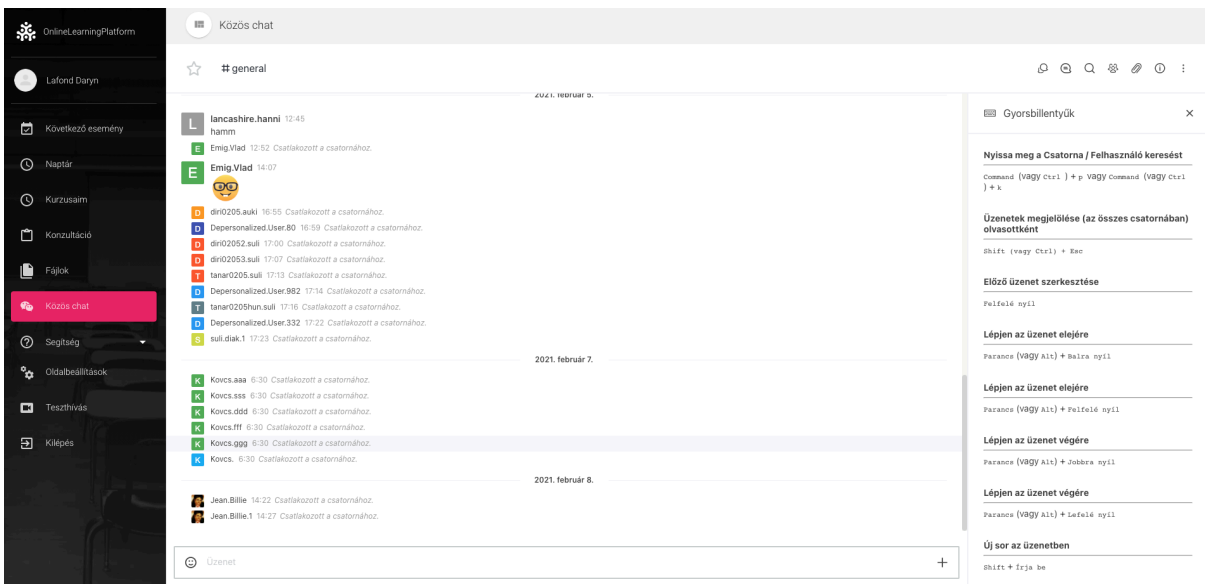 OnlineLearningPlatform
Lafond Daryn
Következő esemény
Naptár
Kurzusaim
Konzultáció
Fájlok
Közös chat
Segítség
Oldalbeállítások
Teszthívás
Kilépés
Közös chat
# general
2021. február 5.
L lancashire.hanni 12:45
hamm
E Emig.Vlad 12:52 Csatlakozott a csatornához.
E Emig.Vlad 14:07
D diri0205.auki 16:55 Csatlakozott a csatornához.
D Depersonalized.User.80 16:59 Csatlakozott a csatornához.
D diri02052.suli 17:00 Csatlakozott a csatornához.
D diri02053.suli 17:07 Csatlakozott a csatornához.
T tanar0205.suli 17:13 Csatlakozott a csatornához.
D Depersonalized.User.982 17:14 Csatlakozott a csatornához.
T tanar0205hun.suli 17:16 Csatlakozott a csatornához.
D Depersonalized.User.332 17:22 Csatlakozott a csatornához.
S suli.diak.1 17:23 Csatlakozott a csatornához.
2021. február 7.
K Kovcs.aaa 6:30 Csatlakozott a csatornához.
K Kovcs.sss 6:30 Csatlakozott a csatornához.
K Kovcs.ddd 6:30 Csatlakozott a csatornához.
K Kovcs.fff 6:30 Csatlakozott a csatornához.
K Kovcs.ggg 6:30 Csatlakozott a csatornához.
K Kovcs. 6:30 Csatlakozott a csatornához.
2021. február 8.
Jean.Billie 14:22 Csatlakozott a csatornához.
Jean.Billie.1 14:27 Csatlakozott a csatornához.
Üzenet
Gyorsbillentyűk
Nyissa meg a Csatorna / Felhasználó keresést
Command (vagy Ctrl ) + p vagy Command (vagy Ctrl
) + k
Üzenetek megjelölése (az összes csatornában)
olvasottként
Shift (vagy Ctrl) + Esc
Előző üzenet szerkesztése
Felfelé nyíl
Lépjen az üzenet elejére
Parancs (vagy Alt) + Balra nyíl
Lépjen az üzenet elejére
Parancs (vagy Alt) + Felfelé nyíl
Lépjen az üzenet végére
Parancs (vagy Alt) + Jobbra nyíl
Lépjen az üzenet végére
Parancs (vagy Alt) + Lefelé nyíl
Új sor az üzenetben
Shift + Írja be